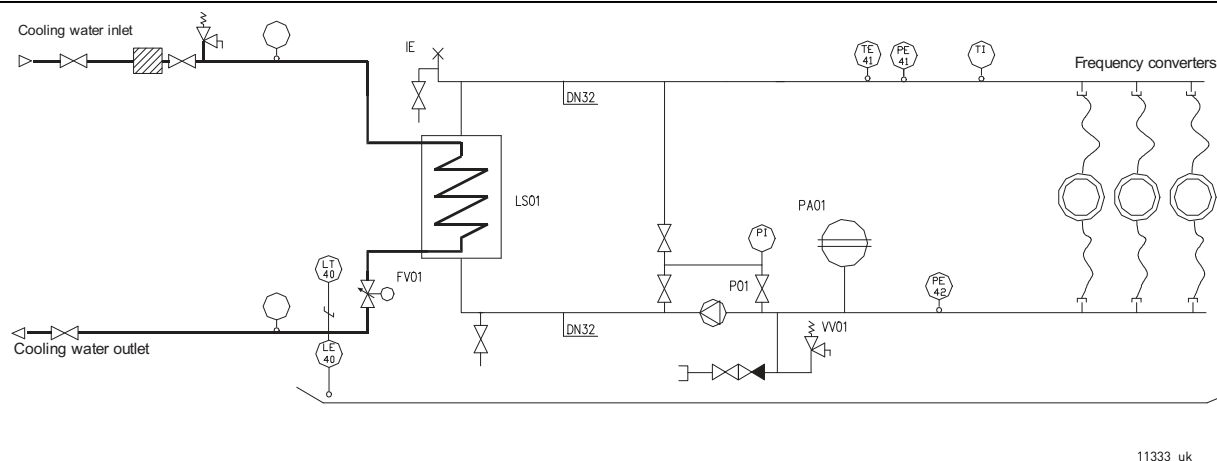 Cooling water inlet
IE
TE
41
PE
41
TI
Frequency converters
DN32
LS01
PA01
PI
LT
40
FV01
P01
PE
42
DN32
VV01
Cooling water outlet
LE
40
11333 uk